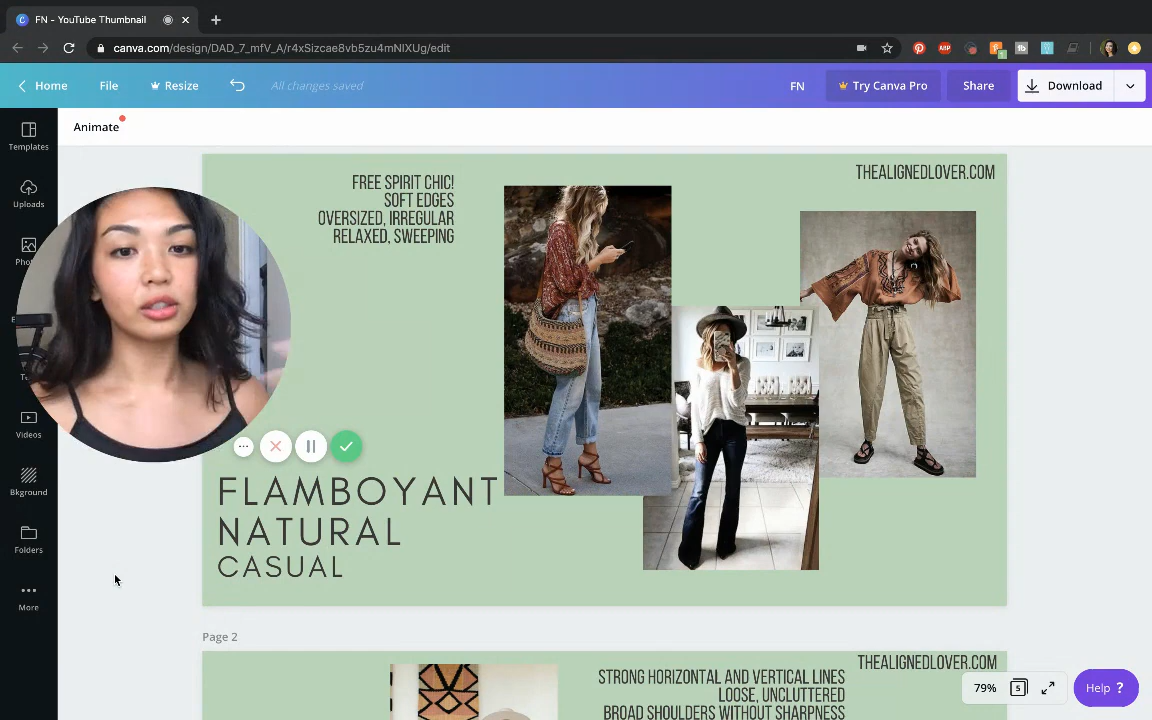 FN - YouTube Thumbnail
canva.com/design/DAD_7_mfV_A/r4xSizcae8vb5zu4mNIXUg/edit
Home
File
Resize
All changes saved
FN
Try Canva Pro
Share
Download
Animate
Templates
Uploads
Videos
Bkground
Folders
More
FREE SPIRIT CHIC!
SOFT EDGES
OVERSIZED, IRREGULAR
RELAXED, SWEEPING
THEALIGNEDLOVER.COM
FLAMBOYANT
NATURAL
CASUAL
Page 2
STRONG HORIZONTAL AND VERTICAL LINES
LOOSE, UNCLUTTERED
BROAD SHOULDERS WITHOUT SHARPNESS
THEALIGNEDLOVER.COM
79%
5
Help ?